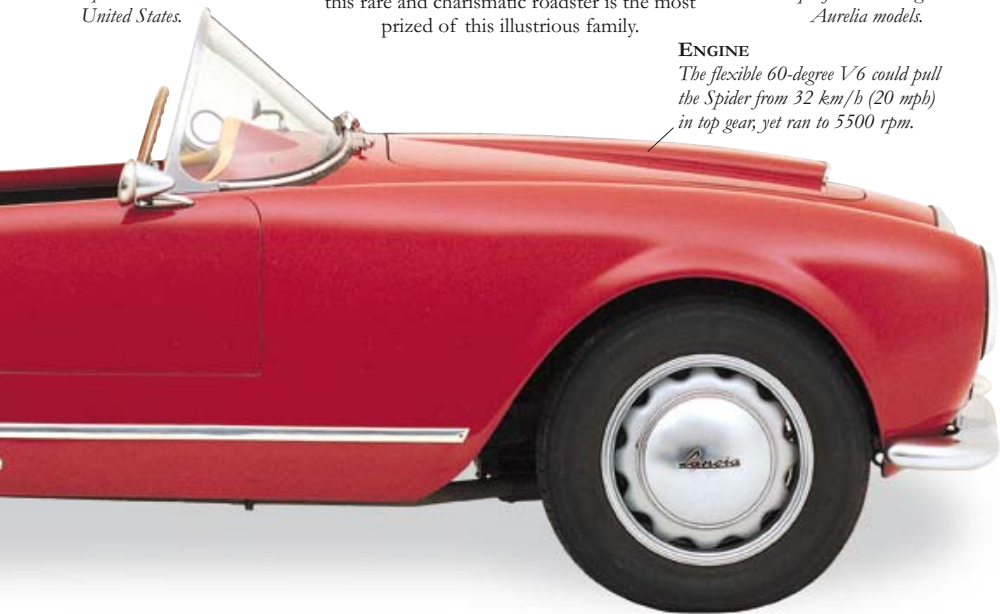 United States.
this rare and charismatic roadster is the most
prized of this illustrious family.
Aurelia models.
ENGINE
The flexible 60-degree V6 could pull
the Spider from 32 km/h (20 mph)
in top gear, yet ran to 5500 rpm.
Lancia